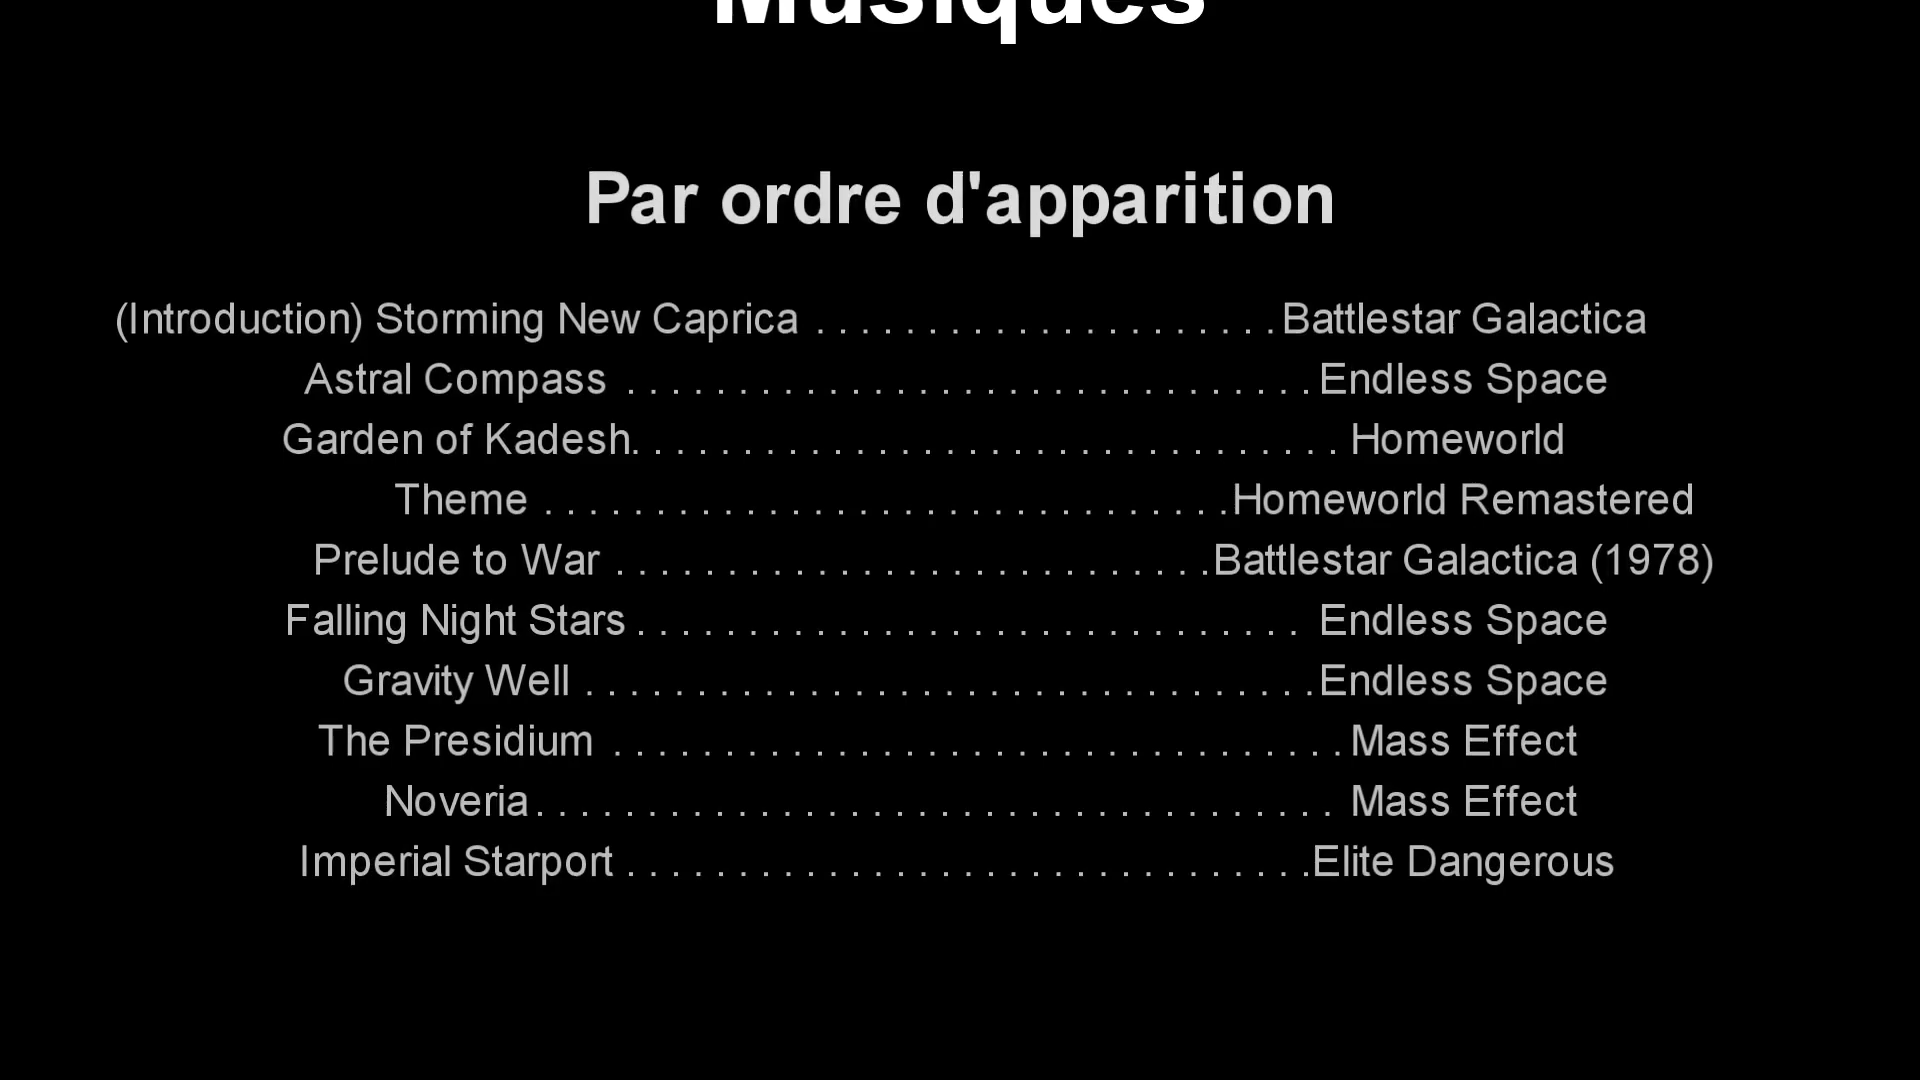 Musiques
Par ordre d'apparition
(Introduction) Storming New Caprica . . . . . . . . . . . . . . . . . . . . . Battlestar Galactica
Astral Compass . . . . . . . . . . . . . . . . . . . . . . . . . . . . . . . Endless Space
Garden of Kadesh. . . . . . . . . . . . . . . . . . . . . . . . . . . . . . . . Homeworld
Theme . . . . . . . . . . . . . . . . . . . . . . . . . . . . . . . Homeworld Remastered
Prelude to War . . . . . . . . . . . . . . . . . . . . . . . . . . . Battlestar Galactica (1978)
Falling Night Stars . . . . . . . . . . . . . . . . . . . . . . . . . . . . . . Endless Space
Gravity Well . . . . . . . . . . . . . . . . . . . . . . . . . . . . . . . . . Endless Space
The Presidium . . . . . . . . . . . . . . . . . . . . . . . . . . . . . . . . . Mass Effect
Noveria . . . . . . . . . . . . . . . . . . . . . . . . . . . . . . . . . . . . Mass Effect
Imperial Starport . . . . . . . . . . . . . . . . . . . . . . . . . . . . . . . Elite Dangerous